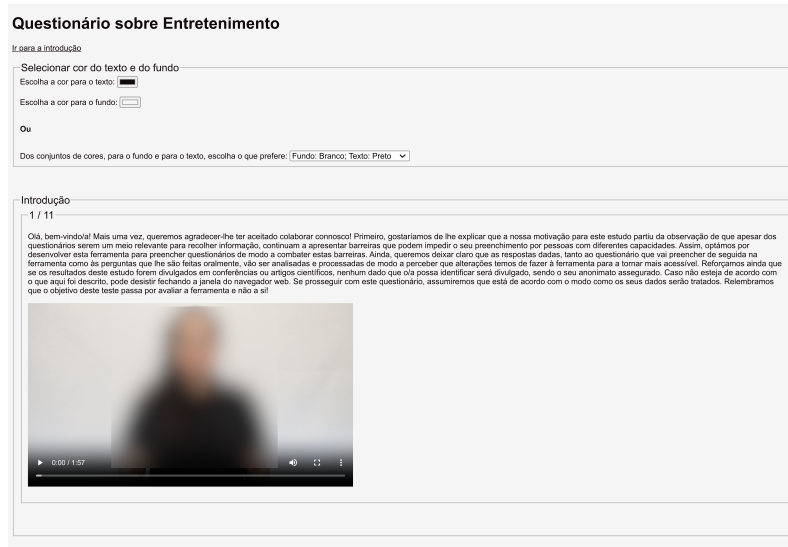 Questionário sobre Entretenimento
Ir para a introdução
Selecionar cor do texto e do fundo
Escolha a cor para o texto:
Escolha a cor para o fundo:
Ou
Dos conjuntos de cores, para o fundo e para o texto, escolha o que prefere: Fundo: Branco; Texto: Preto
Introdução
1 / 11
Olá, bem-vindo/a! Mais uma vez, queremos agradecer-lhe ter aceitado colaborar connosco! Primeiro, gostaríamos de lhe explicar que a nossa motivação para este estudo partiu da observação de que apesar dos
questionários serem um meio relevante para recolher informação, continuam a apresentar barreiras que podem impedir o seu preenchimento por pessoas com diferentes capacidades. Assim, optámos por
desenvolver esta ferramenta para preencher questionários de modo a combater estas barreiras. Ainda, queremos deixar claro que as respostas dadas, tanto ao questionário que vai preencher de seguida na
ferramenta como às perguntas que lhe são feitas oralmente, vão ser analisadas e processadas de modo a perceber que alterações temos de fazer à ferramenta para a tornar mais acessível. Reforçamos ainda que
se os resultados deste estudo forem divulgados em conferências ou artigos científicos, nenhum dado que o/a possa identificar será divulgado, sendo o seu anonimato assegurado. Caso não esteja de acordo com
o que aqui foi descrito, pode desistir fechando a janela do navegador web. Se prosseguir com este questionário, assumiremos que está de acordo com o modo como os seus dados serão tratados. Relembramos
que o objetivo deste teste passa por avaliar a ferramenta e não a si!
0:00 / 1:57